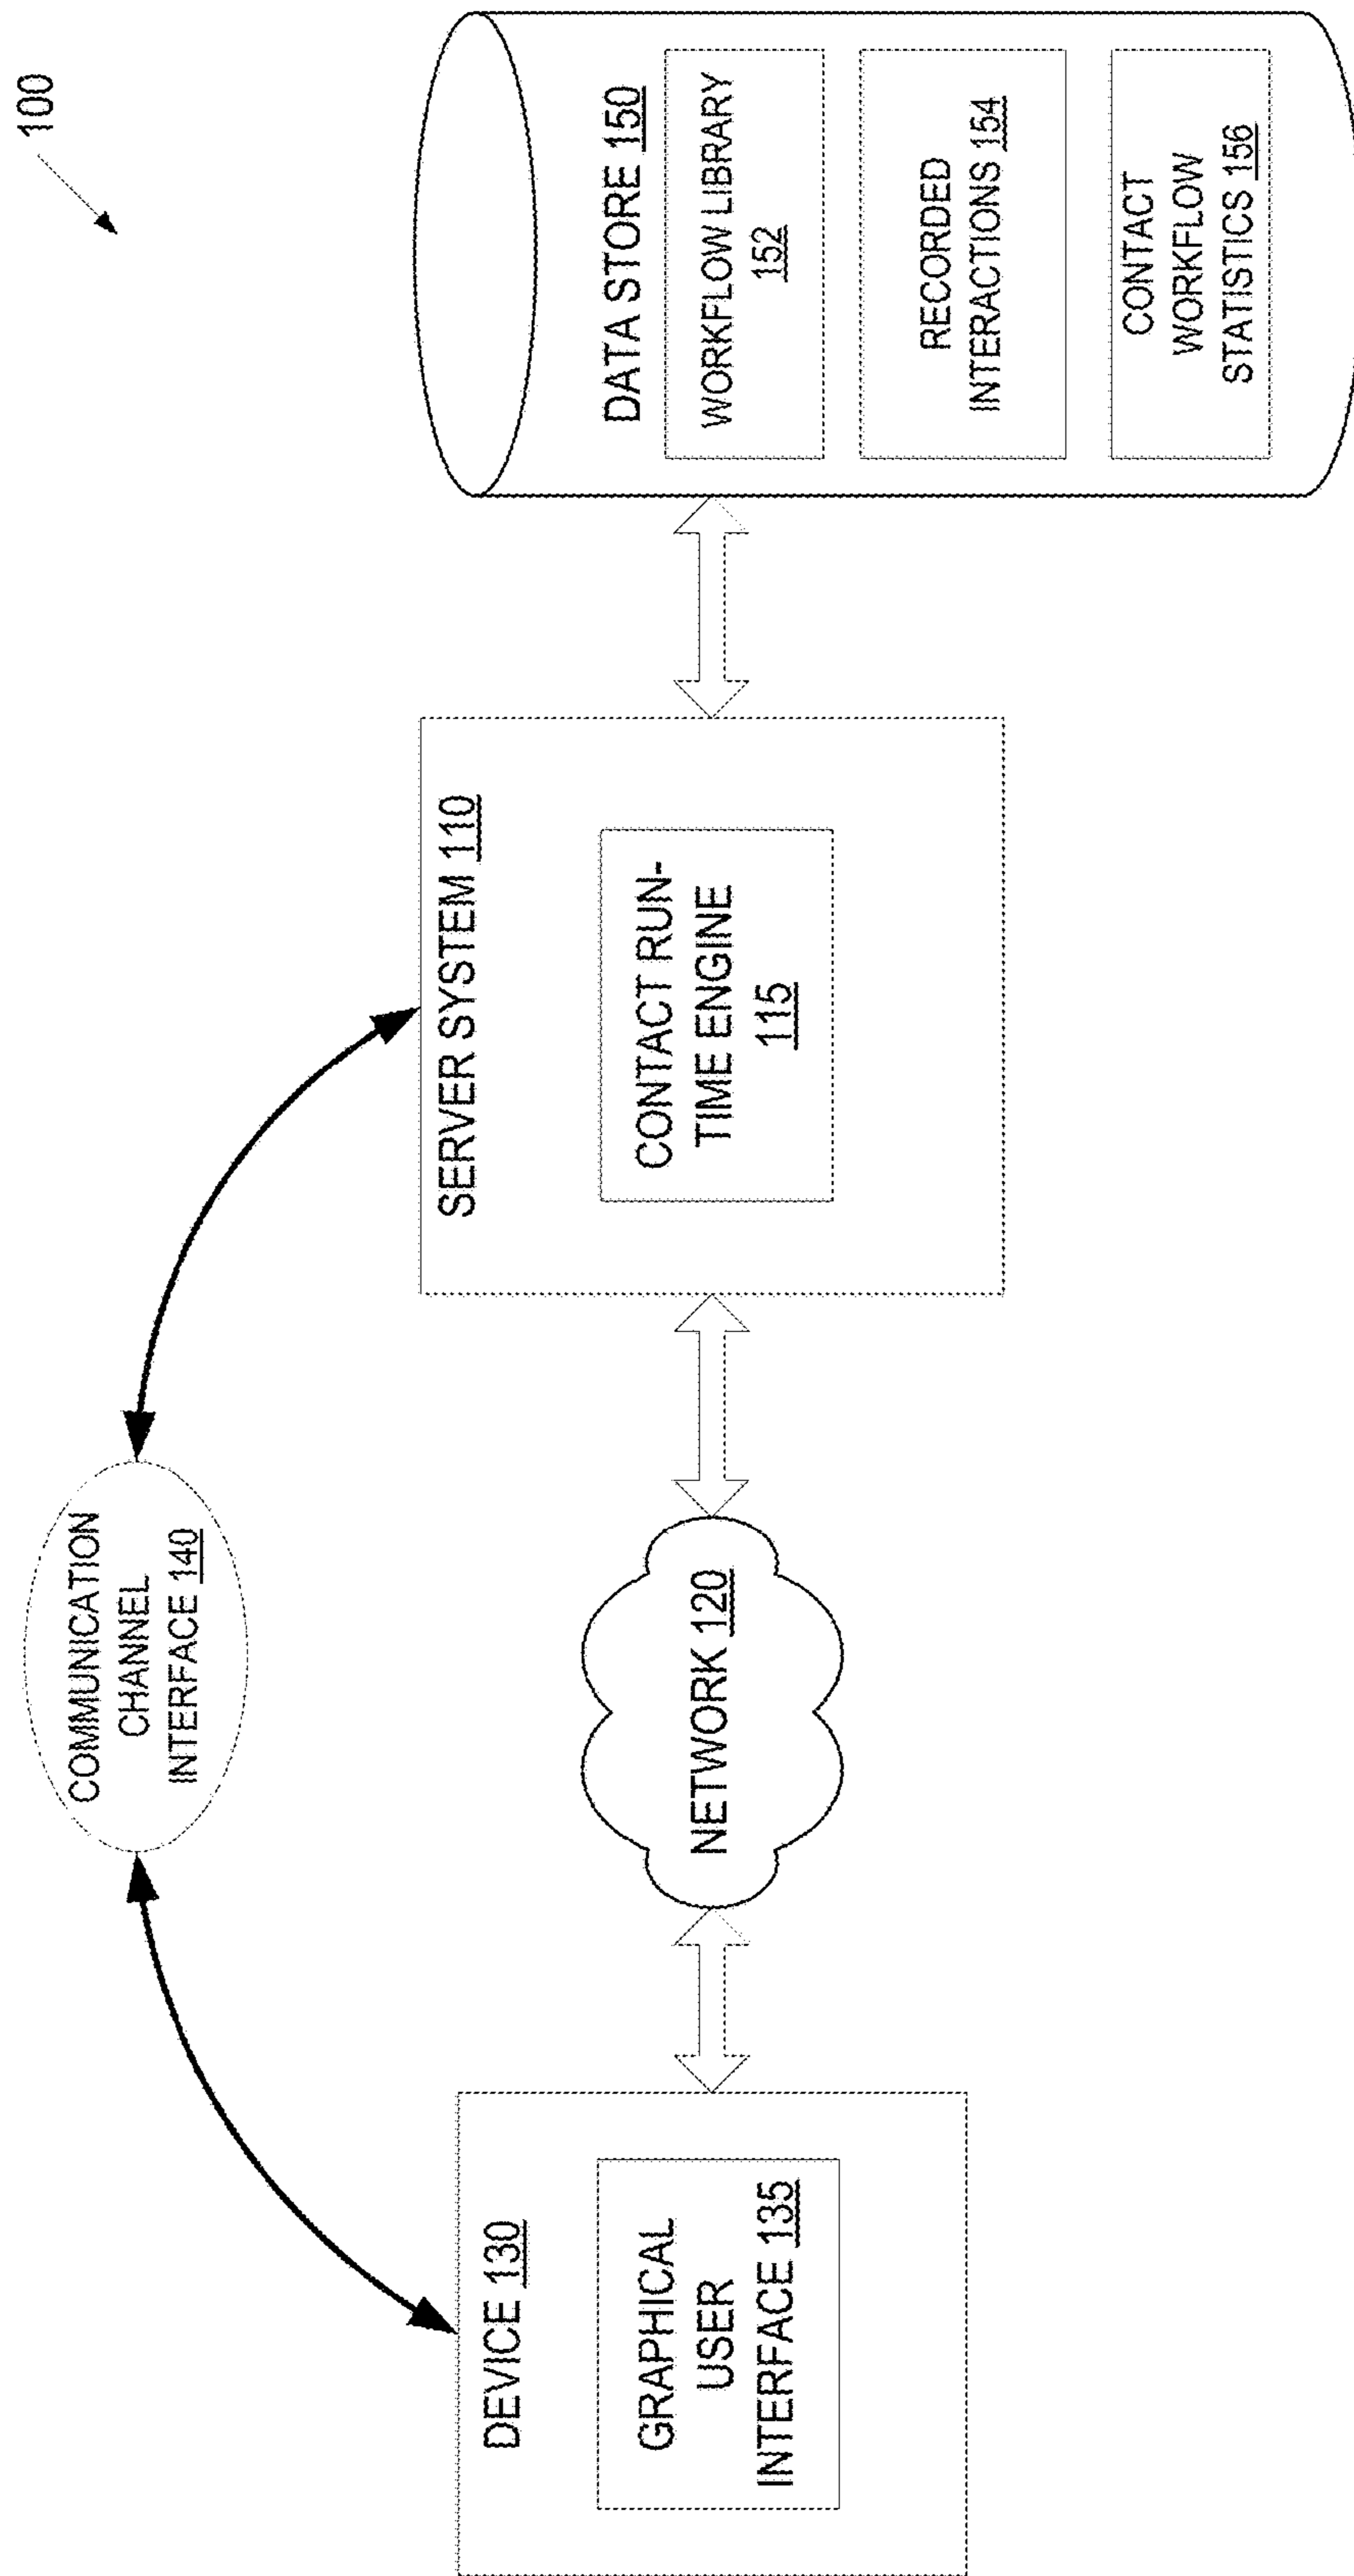 100
COMMUNICATION
CHANNEL
INTERFACE 140
DEVICE 130
GRAPHICAL
USER
INTERFACE 135
NETWORK 120
SERVER SYSTEM 110
CONTACT RUN-
TIME ENGINE
115
DATA STORE 150
WORKFLOW LIBRARY
152
RECORDED
INTERACTIONS 154
CONTACT
WORKFLOW
STATISTICS 156